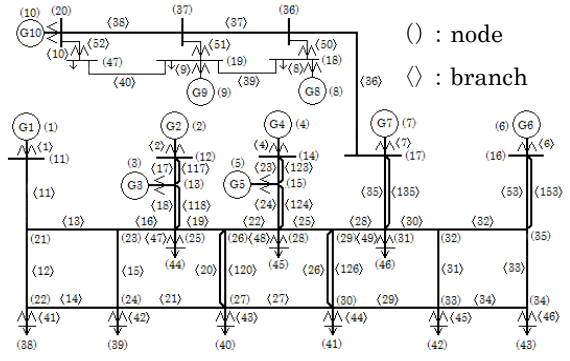 (10) (20) ⟨38⟩ (37) ⟨37⟩ (36)
G10
⟨10⟩ ⟨52⟩ ⟨51⟩ ⟨50⟩
(47) ⟨9⟩ (19) ⟨8⟩ (18)
⟨40⟩ ⟨39⟩ ⟨36⟩
G9 (9) G8 (8)
() : node
⟨⟩ : branch
G1 (1) G2 (2) G4 (4) G7 (7) (6) G6
⟨1⟩ ⟨2⟩ ⟨4⟩ ⟨7⟩ ⟨6⟩
(11) (3) ⟨17⟩ (12) (5) ⟨23⟩ (14) (17) (16)
⟨117⟩ ⟨123⟩
G3 (13) G5 (15)
⟨11⟩ ⟨18⟩ ⟨118⟩ ⟨24⟩ ⟨124⟩ ⟨35⟩ ⟨135⟩ ⟨53⟩ ⟨153⟩
⟨13⟩ ⟨16⟩ ⟨19⟩ ⟨22⟩ ⟨25⟩ ⟨28⟩ ⟨30⟩ ⟨32⟩
(21) (23) ⟨47⟩ (25) (26) ⟨48⟩ (28) (29) ⟨49⟩ (31) (32) (35)
(44) (45) (46)
⟨12⟩ ⟨15⟩ ⟨20⟩ ⟨120⟩ ⟨26⟩ ⟨126⟩ ⟨31⟩ ⟨33⟩
(22) ⟨14⟩ (24) ⟨21⟩ (27) ⟨27⟩ (30) ⟨29⟩ (33) ⟨34⟩ (34)
⟨41⟩ ⟨42⟩ ⟨43⟩ ⟨44⟩ ⟨45⟩ ⟨46⟩
(38) (39) (40) (41) (42) (43)